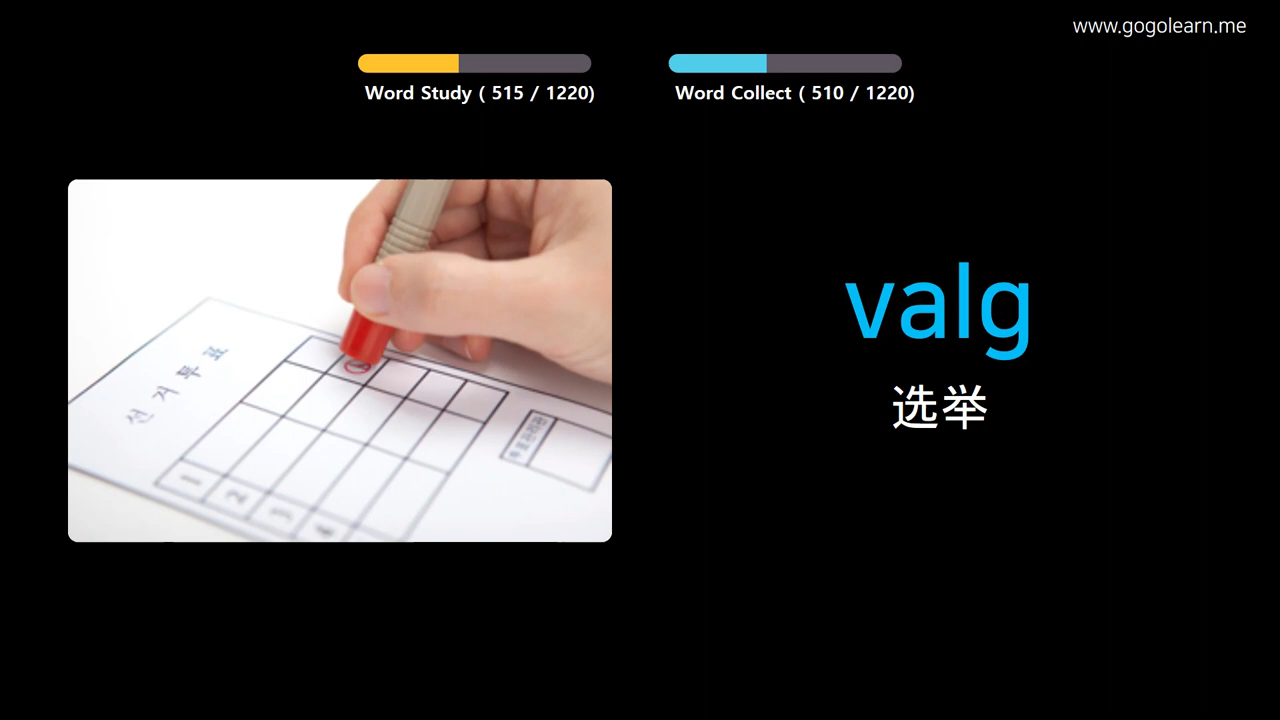 www.gogolearn.me
Word Study ( 515 / 1220)
Word Collect ( 510 / 1220)
선거투표
1
2
3
4
valg
选举